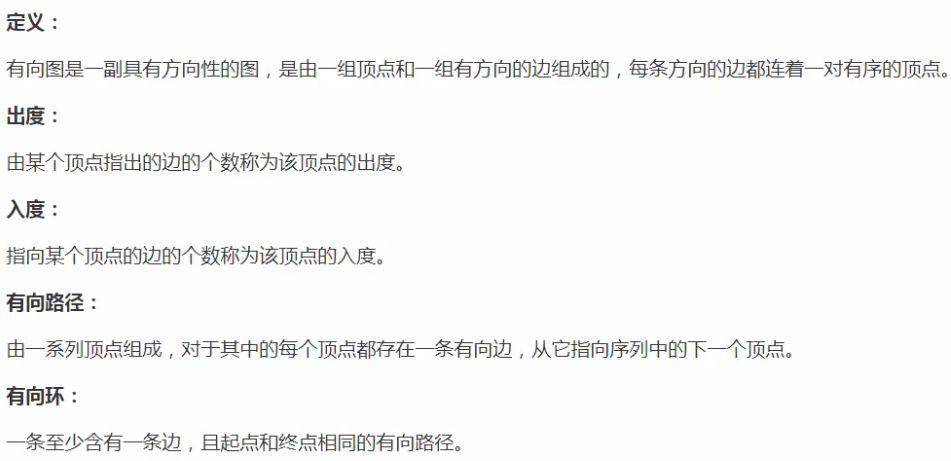 定义：
有向图是一副具有方向性的图，是由一组顶点和一组有方向的边组成的，每条方向的边都连着一对有序的顶点。
出度：
由某个顶点指出的边的个数称为该顶点的出度。
入度：
指向某个顶点的边的个数称为该顶点的入度。
有向路径：
由一系列顶点组成，对于其中的每个顶点都存在一条有向边，从它指向序列中的下一个顶点。
有向环：
一条至少含有一条边，且起点和终点相同的有向路径。